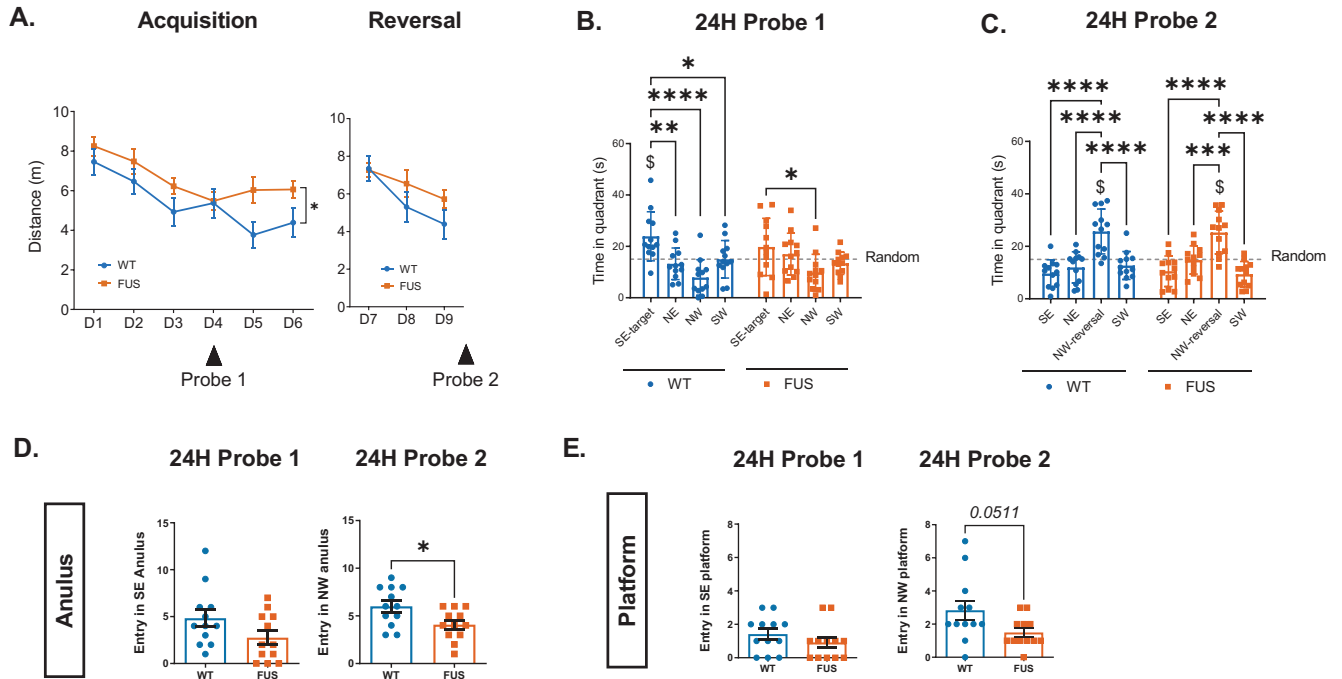 A.
Acquisition
Reversal
Distance (m)
10
8
6
4
2
0
WT
FUS
*
D1 D2 D3 D4 D5 D6
Probe 1
10
8
6
4
2
0
WT
FUS
D7 D8 D9
Probe 2
B.
24H Probe 1
*
****
**
*
$
Time in quadrant (s)
60
40
20
0
Random
SE-target NE NW SW SE-target NE NW SW
WT FUS
C.
24H Probe 2
**** ****
**** ****
**** ***
$ $
Time in quadrant (s)
60
40
20
0
Random
SE NE NW-reversal SW SE NE NW-reversal SW
WT FUS
D.
24H Probe 1
24H Probe 2
Anulus
Entry in SE Anulus
15
10
5
0
WT FUS
Entry in NW anulus
15
10
5
0
*
WT FUS
E.
24H Probe 1
24H Probe 2
Platform
Entry in SE platform
8
6
4
2
0
WT FUS
Entry in NW platform
8
6
4
2
0
0.0511
WT FUS